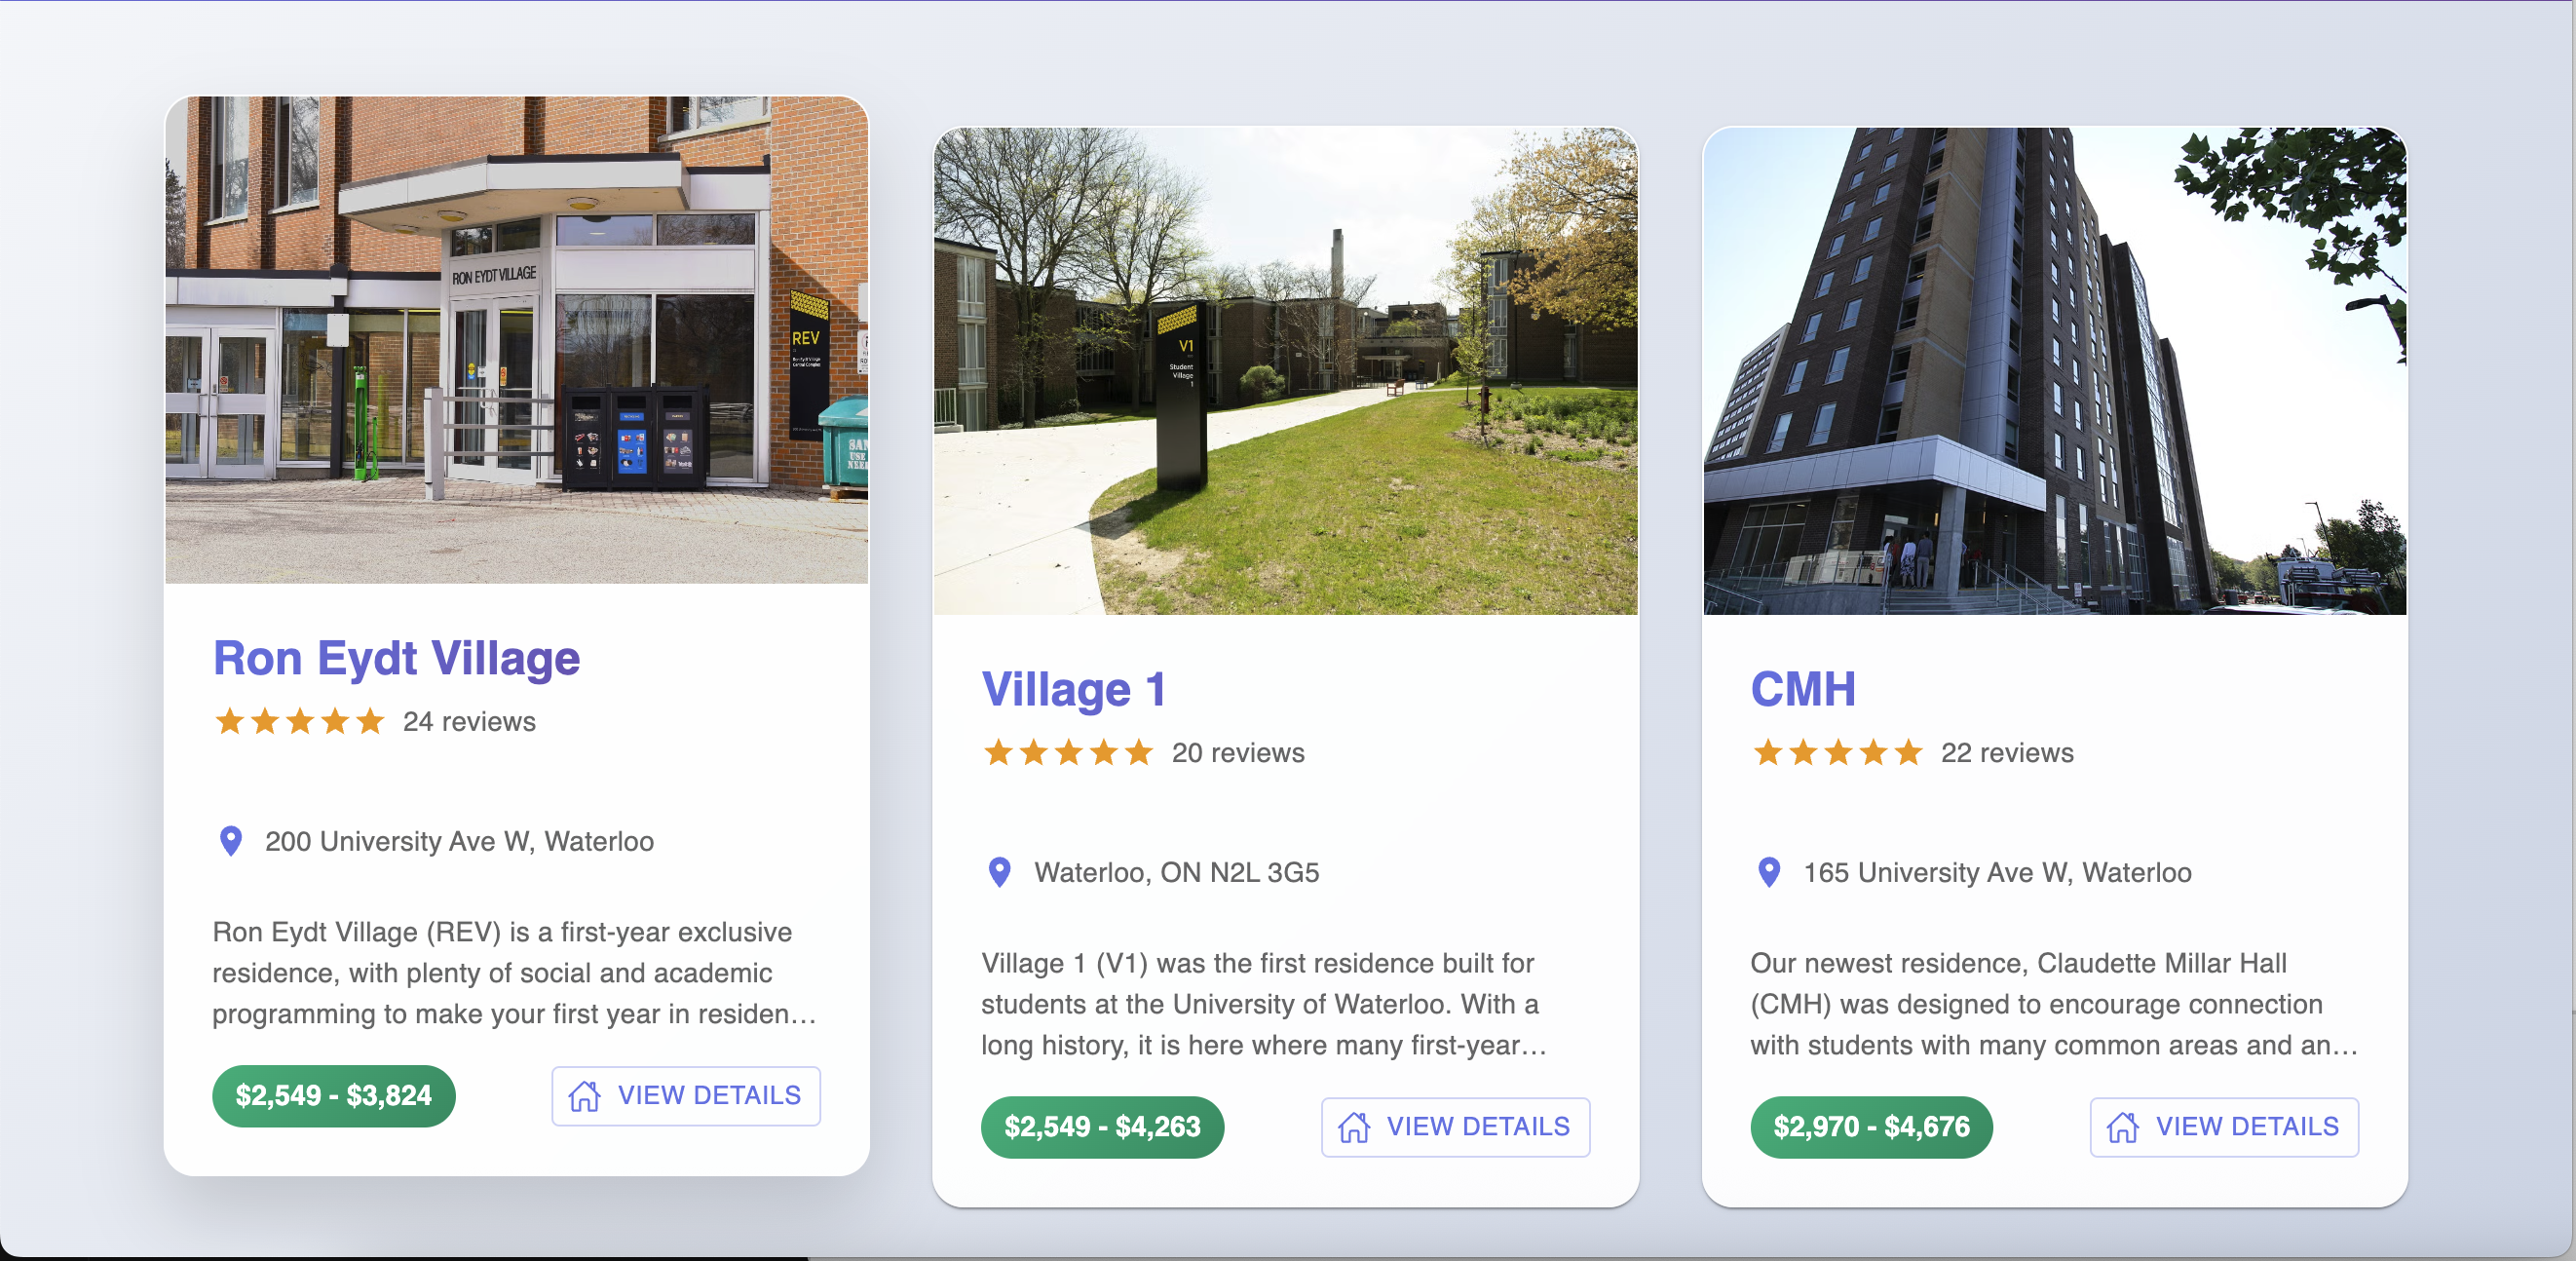 RON EYDT VILLAGE
REV
Ron Eydt Village
V1
Student
Village
1
Ron Eydt Village
24 reviews
200 University Ave W, Waterloo
Ron Eydt Village (REV) is a first-year exclusive
residence, with plenty of social and academic
programming to make your first year in residen...
$2,549 - $3,824
VIEW DETAILS
Village 1
20 reviews
Waterloo, ON N2L 3G5
Village 1 (V1) was the first residence built for
students at the University of Waterloo. With a
long history, it is here where many first-year...
$2,549 - $4,263
VIEW DETAILS
CMH
22 reviews
165 University Ave W, Waterloo
Our newest residence, Claudette Millar Hall
(CMH) was designed to encourage connection
with students with many common areas and an...
$2,970 - $4,676
VIEW DETAILS